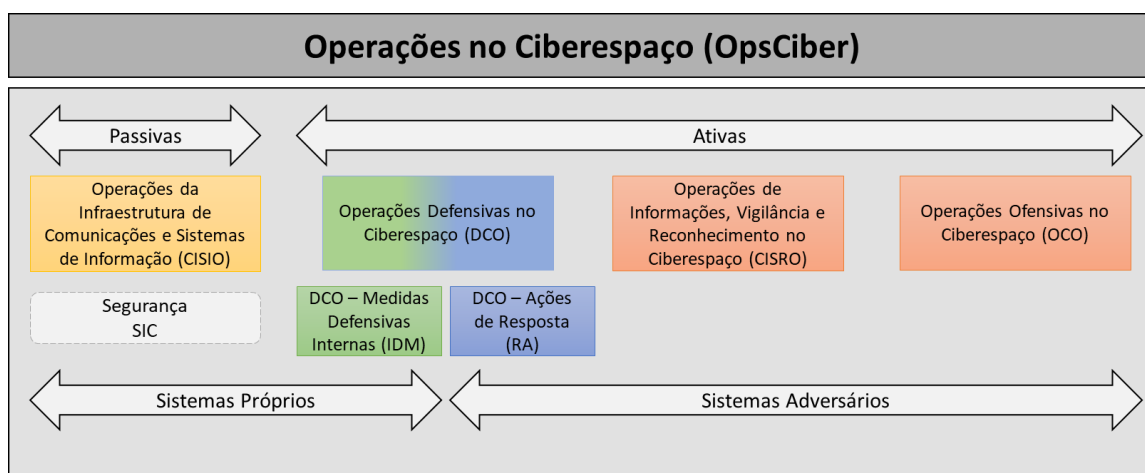 Operações no Ciberespaço (OpsCiber)
Passivas
Ativas
Operações da
Infraestrutura de
Comunicações e Sistemas
de Informação (CISIO)
Operações Defensivas no
Ciberespaço (DCO)
Operações de
Informações, Vigilância e
Reconhecimento no
Ciberespaço (CISRO)
Operações Ofensivas no
Ciberespaço (OCO)
Segurança
SIC
DCO – Medidas
Defensivas
Internas (IDM)
DCO – Ações
de Resposta
(RA)
Sistemas Próprios
Sistemas Adversários